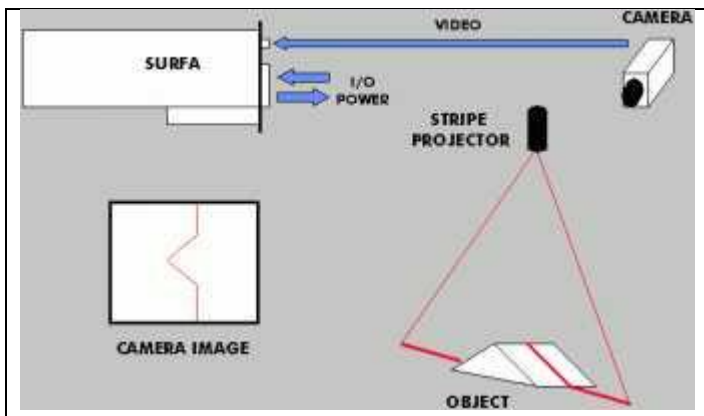 CAMERA
VIDEO
SURFA
I/O
POWER
STRIPE
PROJECTOR
CAMERA IMAGE
OBJECT